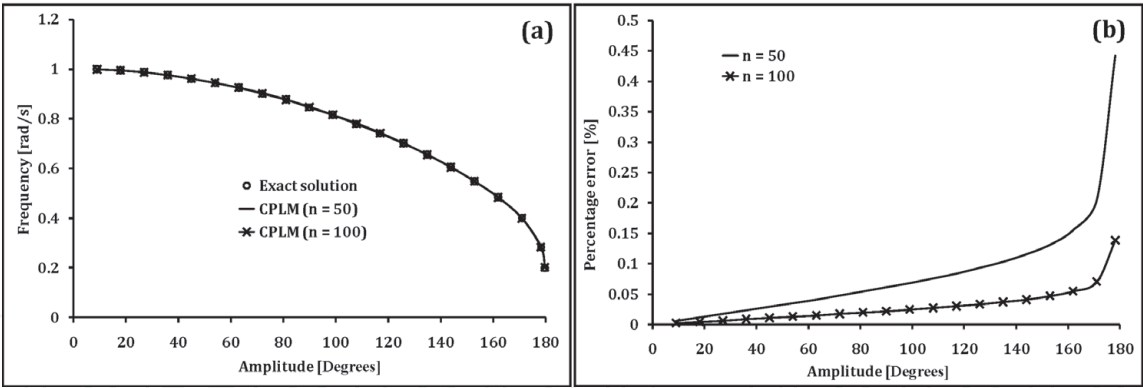 (a)
1.2
1
0.8
0.6
0.4
0.2
0
Frequency [rad/s]
Exact solution
CPLM (n = 50)
CPLM (n = 100)
0 20 40 60 80 100 120 140 160 180
Amplitude [Degrees]
(b)
0.5
0.45
0.4
0.35
0.3
0.25
0.2
0.15
0.1
0.05
0
Percentage error [%]
n = 50
n = 100
0 20 40 60 80 100 120 140 160 180
Amplitude [Degrees]